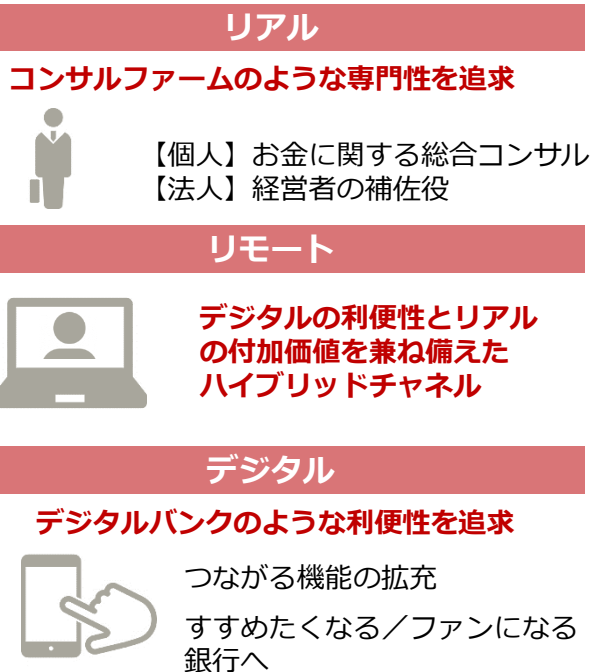 リアル
コンサルファームのような専門性を追求
【個人】お金に関する総合コンサル
【法人】経営者の補佐役
リモート
デジタルの利便性とリアル
の付加価値を兼ね備えた
ハイブリッドチャネル
デジタル
デジタルバンクのような利便性を追求
つながる機能の拡充
すすめたくなる／ファンになる
銀行へ